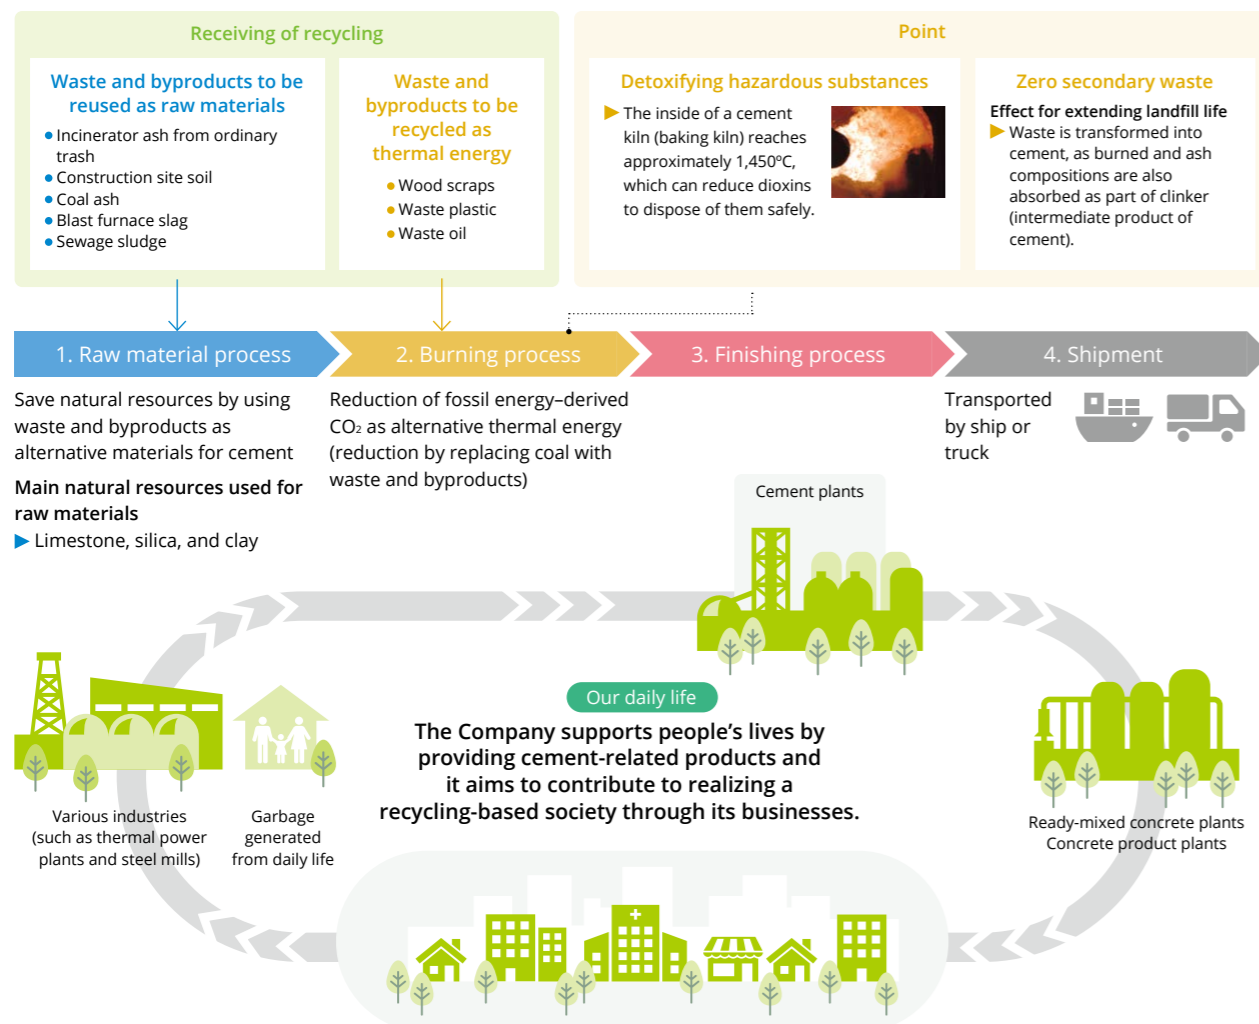 Receiving of recycling
Waste and byproducts to be
reused as raw materials
• Incinerator ash from ordinary
trash
• Construction site soil
• Coal ash
• Blast furnace slag
• Sewage sludge
Waste and
byproducts to be
recycled as
thermal energy
• Wood scraps
• Waste plastic
• Waste oil
Point
Detoxifying hazardous substances
▶ The inside of a cement
kiln (baking kiln) reaches
approximately 1,450ºC,
which can reduce dioxins
to dispose of them safely.
Zero secondary waste
Effect for extending landfill life
▶ Waste is transformed into
cement, as burned and ash
compositions are also
absorbed as part of clinker
(intermediate product of
cement).
1. Raw material process
2. Burning process
3. Finishing process
4. Shipment
Save natural resources by using
waste and byproducts as
alternative materials for cement
Main natural resources used for
raw materials
▶ Limestone, silica, and clay
Reduction of fossil energy–derived
CO₂ as alternative thermal energy
(reduction by replacing coal with
waste and byproducts)
Transported
by ship or
truck
Cement plants
Our daily life
The Company supports people’s lives by
providing cement-related products and
it aims to contribute to realizing a
recycling-based society through its businesses.
Various industries
(such as thermal power
plants and steel mills)
Garbage
generated
from daily life
Ready-mixed concrete plants
Concrete product plants